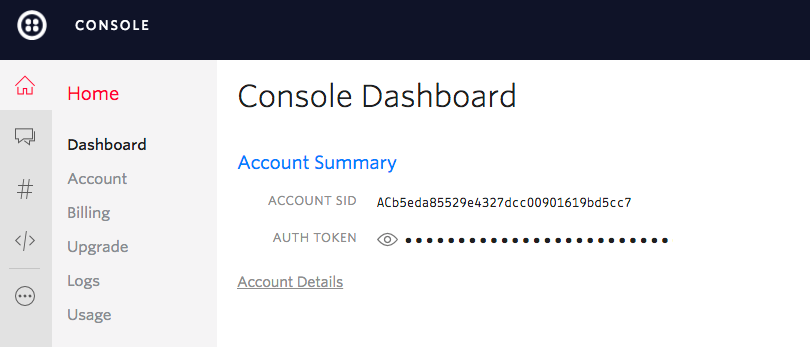 CONSOLE
Home
Dashboard
Account
Billing
Upgrade
Logs
Usage
Console Dashboard
Account Summary
ACCOUNT SID ACb5eda85529e4327dcc00901619bd5cc7
AUTH TOKEN •••••••••••••••••••••••••
Account Details